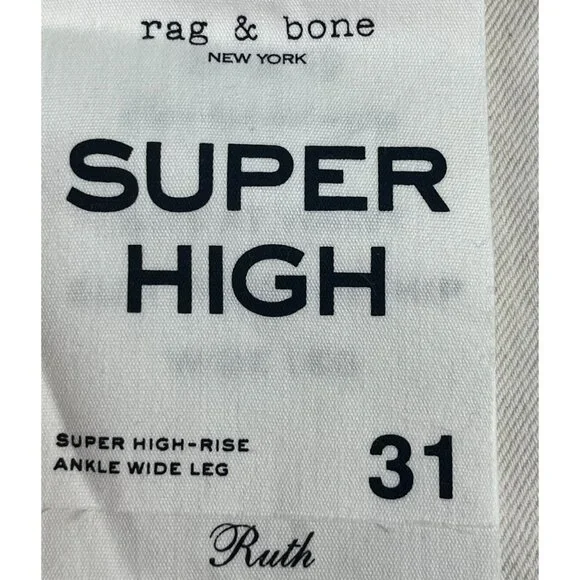 rag & bone
NEW YORK
SUPER
HIGH
SUPER HIGH-RISE
ANKLE WIDE LEG
31
Ruth